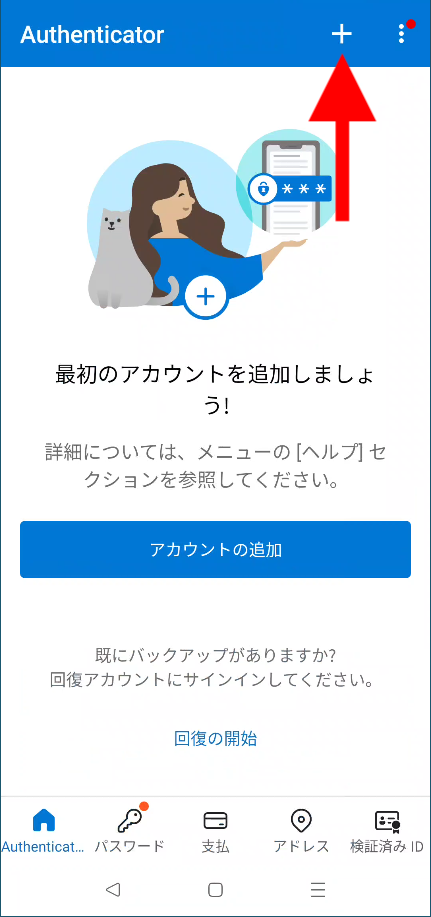 Authenticator
***
最初のアカウントを追加しましょ
う!
詳細については、メニューの [ヘルプ] セ
クションを参照してください。
アカウントの追加
既にバックアップがありますか?
回復アカウントにサインインしてください。
回復の開始
Authenticat...
パスワード
支払
アドレス
検証済み ID